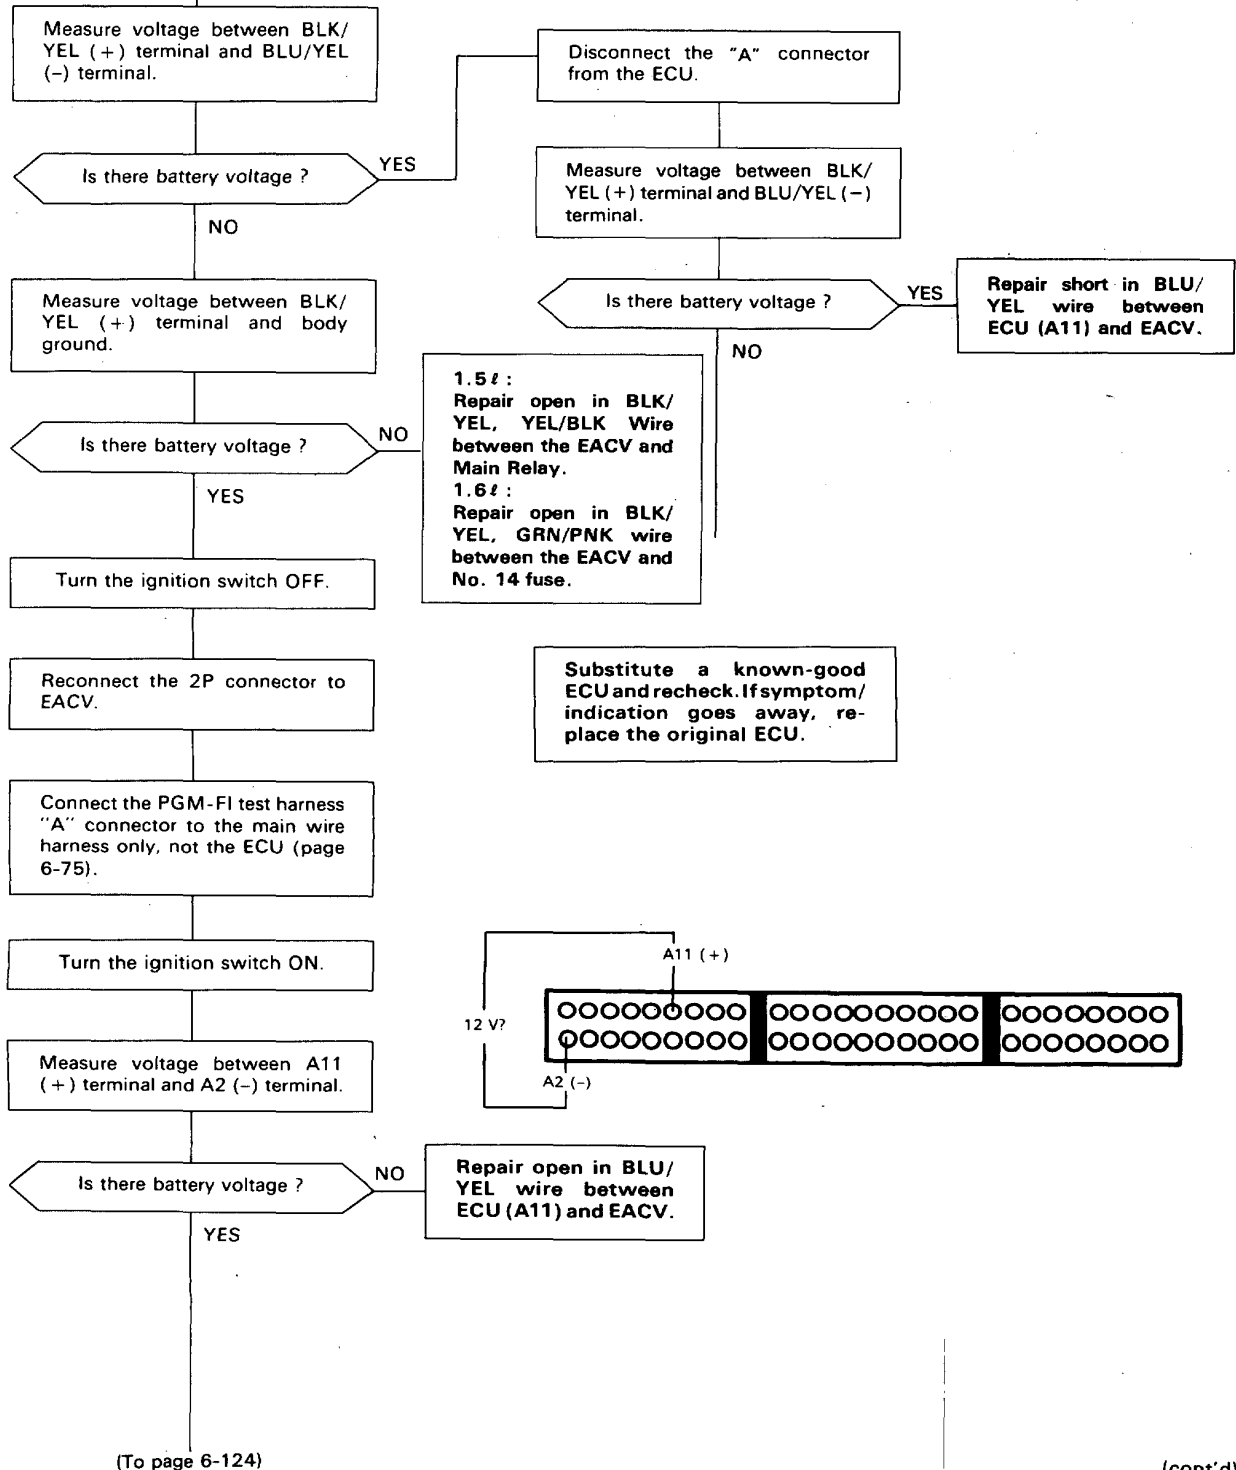 Measure voltage between BLK/
YEL (+) terminal and BLU/YEL
(–) terminal.
Is there battery voltage ?
YES
NO
Disconnect the "A" connector
from the ECU.
Measure voltage between BLK/
YEL (+) terminal and BLU/YEL (–)
terminal.
Is there battery voltage ?
YES
NO
Repair short in BLU/
YEL wire between
ECU (A11) and EACV.
Measure voltage between BLK/
YEL (+) terminal and body
ground.
Is there battery voltage ?
NO
YES
1.5ℓ :
Repair open in BLK/
YEL, YEL/BLK Wire
between the EACV and
Main Relay.
1.6ℓ :
Repair open in BLK/
YEL, GRN/PNK wire
between the EACV and
No. 14 fuse.
Turn the ignition switch OFF.
Reconnect the 2P connector to
EACV.
Substitute a known-good
ECU and recheck. If symptom/
indication goes away, re-
place the original ECU.
Connect the PGM-FI test harness
"A" connector to the main wire
harness only, not the ECU (page
6-75).
Turn the ignition switch ON.
A11 (+)
12 V?
A2 (–)
Measure voltage between A11
(+) terminal and A2 (–) terminal.
Is there battery voltage ?
NO
YES
Repair open in BLU/
YEL wire between
ECU (A11) and EACV.
(To page 6-124)
(cont'd)